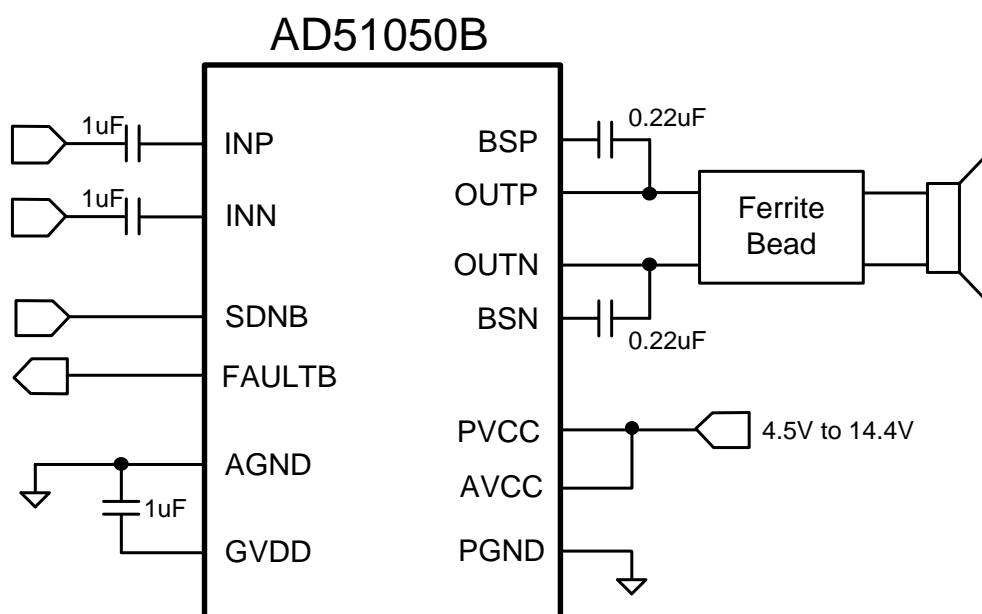 AD51050B
1uF
INP
1uF
INN
SDNB
FAULTB
AGND
1uF
GVDD
BSP
0.22uF
OUTP
OUTN
BSN
0.22uF
Ferrite
Bead
PVCC
4.5V to 14.4V
AVCC
PGND